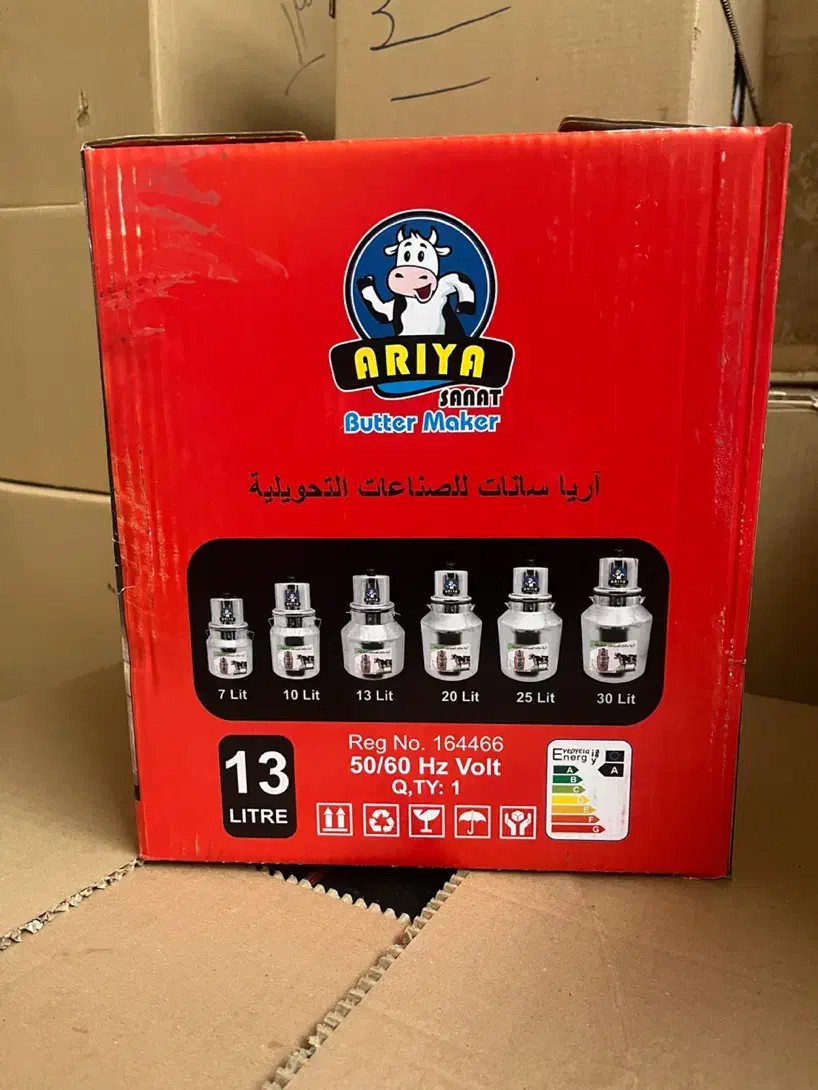 ARIYA
SANAT
Butter Maker
آريا سانات للصناعات التحويلية
7 Lit 10 Lit 13 Lit 20 Lit 25 Lit 30 Lit
13
LITRE
Reg No. 164466
50/60 Hz Volt
Q,TY: 1
Energ
A
A
B
C
D
E
F
G